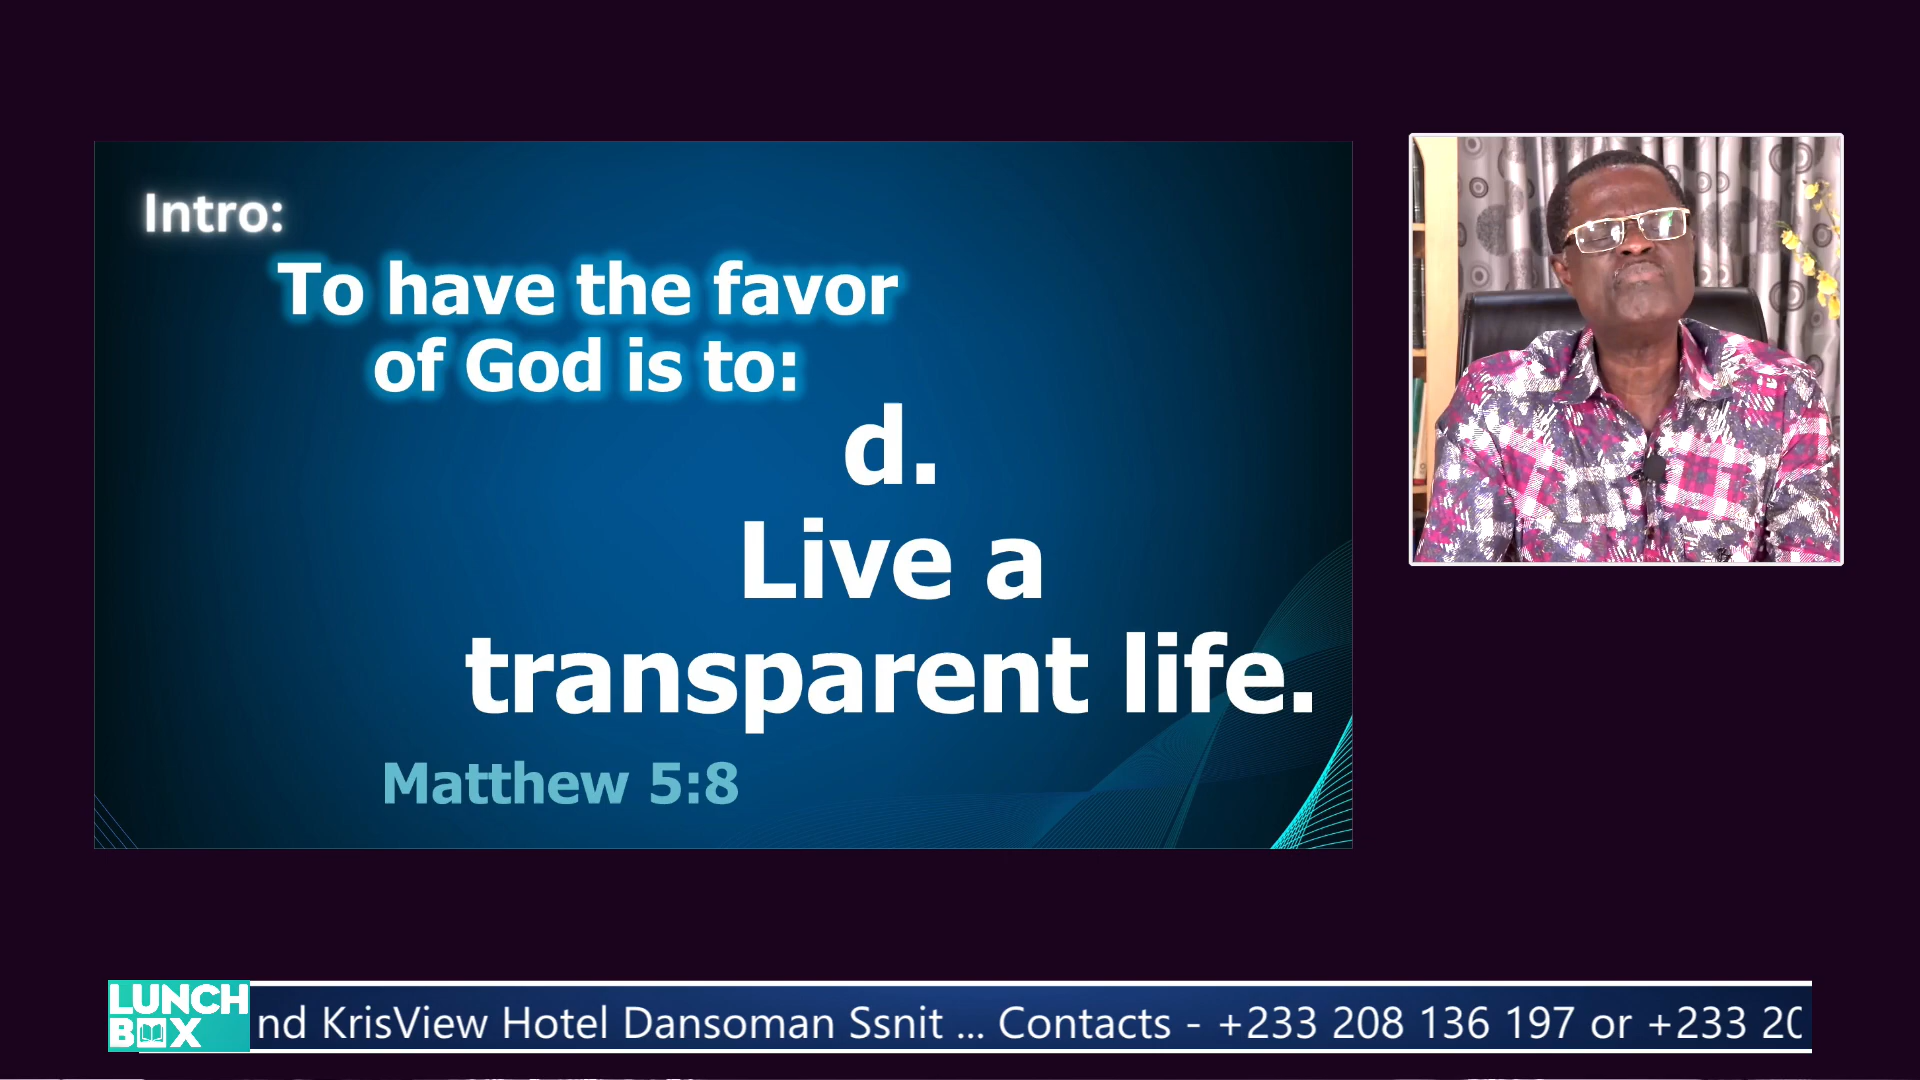 Intro:
To have the favor
of God is to:
d.
Live a
transparent life.
Matthew 5:8
LUNCH
BOX
nd KrisView Hotel Dansoman Ssnit ... Contacts - +233 208 136 197 or +233 20